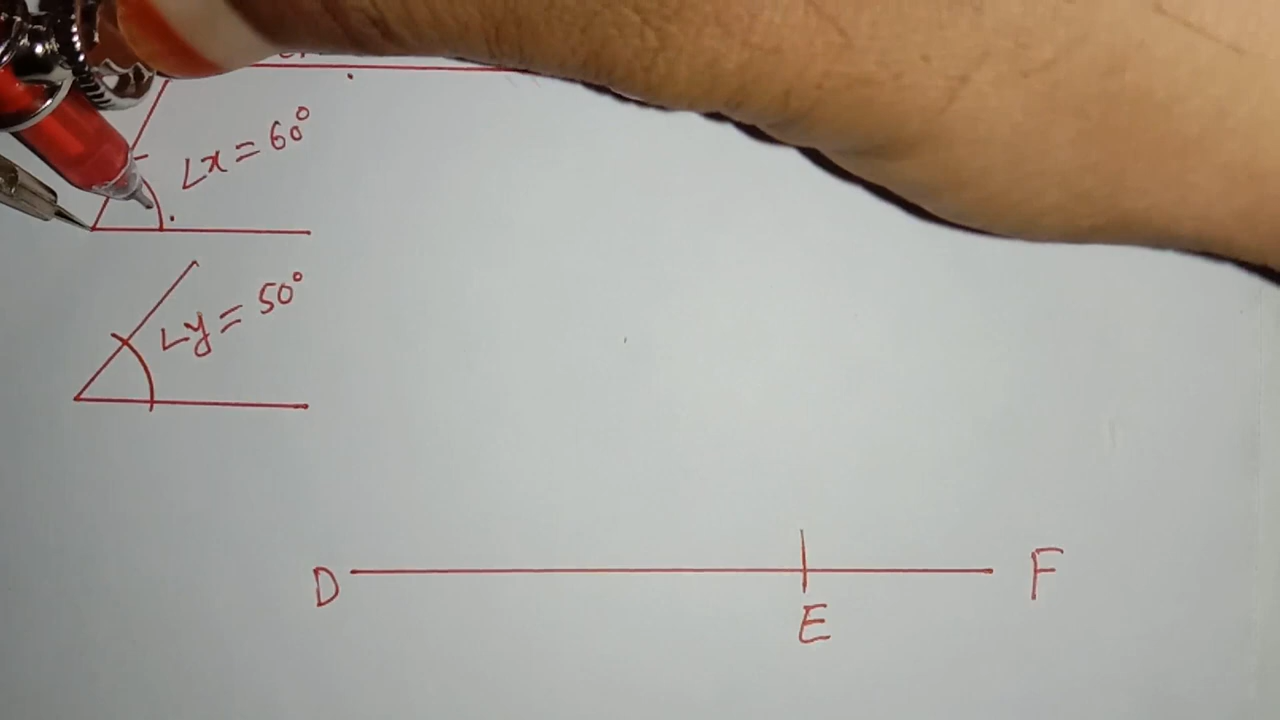 ∠x = 60°
∠y = 50°
D
E
F